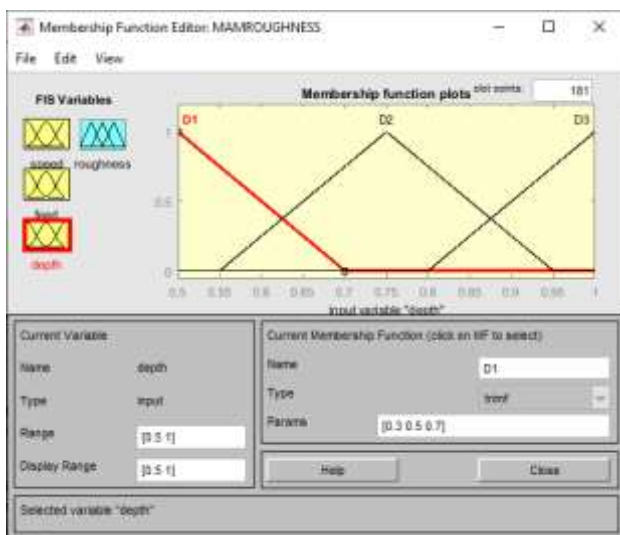 Membership Function Editor: MAMROUGHNESS
File Edit View
FIS Variables
Membership function plots plot points: 181
D1 D2 D3
speed roughness
feed
depth
1
0.5
0
0.5 0.55 0.6 0.65 0.7 0.75 0.8 0.85 0.9 0.95 1
input variable "depth"
Current Variable
Name depth
Type input
Range [0.5 1]
Display Range [0.5 1]
Current Membership Function (click on MF to select)
Name D1
Type trimf
Params [0.3 0.5 0.7]
Help Close
Selected variable "depth"